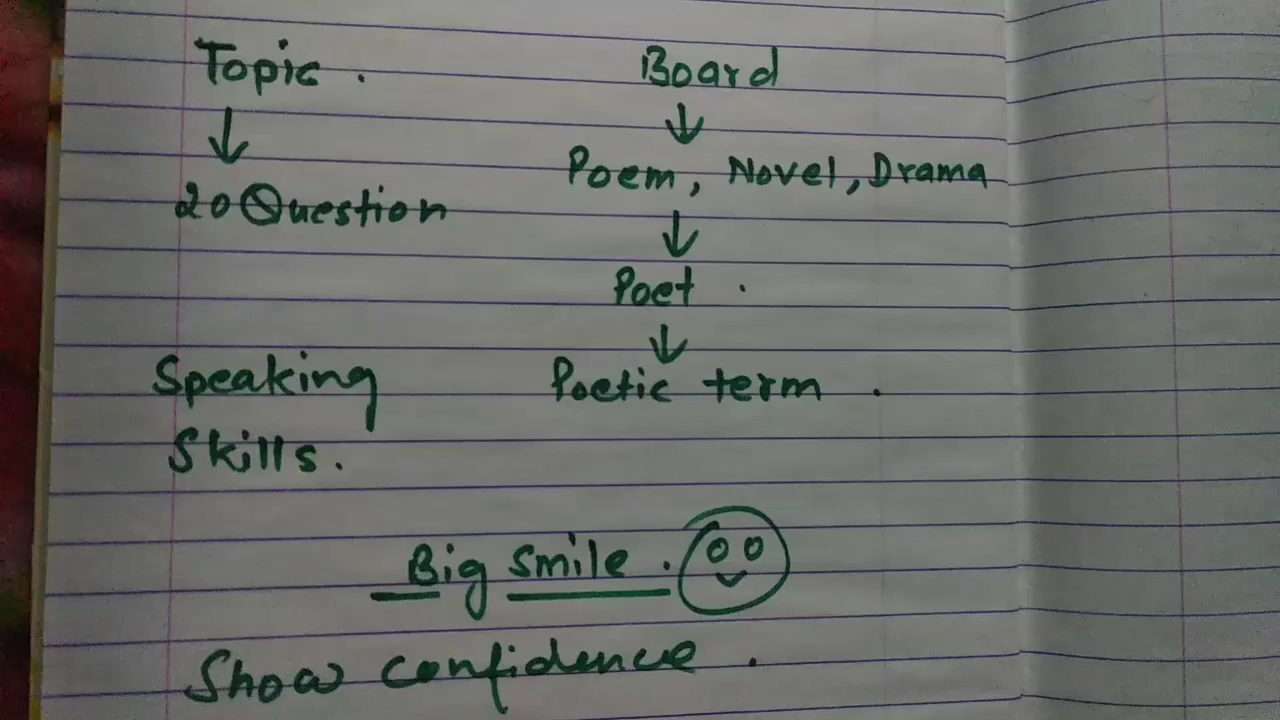 Topic .
↓
20 Question
Board
↓
Poem, Novel, Drama
↓
Poet .
↓
Poetic term .
Speaking
Skills.
Big Smile .
Show confidence .